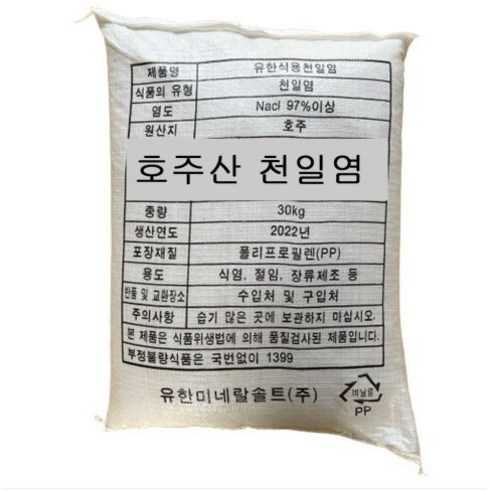 제품명 유한식용천일염
식품의 유형 천일염
염도 Nacl 97%이상
원산지 호주
호주산 천일염
중량 30kg
생산연도 2022년
포장재질 폴리프로필렌(PP)
용도 식염, 절임, 장류제조 등
반품 및 교환장소 수입처 및 구입처
주의사항 습기 많은 곳에 보관하지 마십시오.
본 제품은 식품위생법에 의해 품질검사된 제품입니다.
부정불량식품은 국번없이 1399
유한미네랄솔트(주)
비닐류
PP